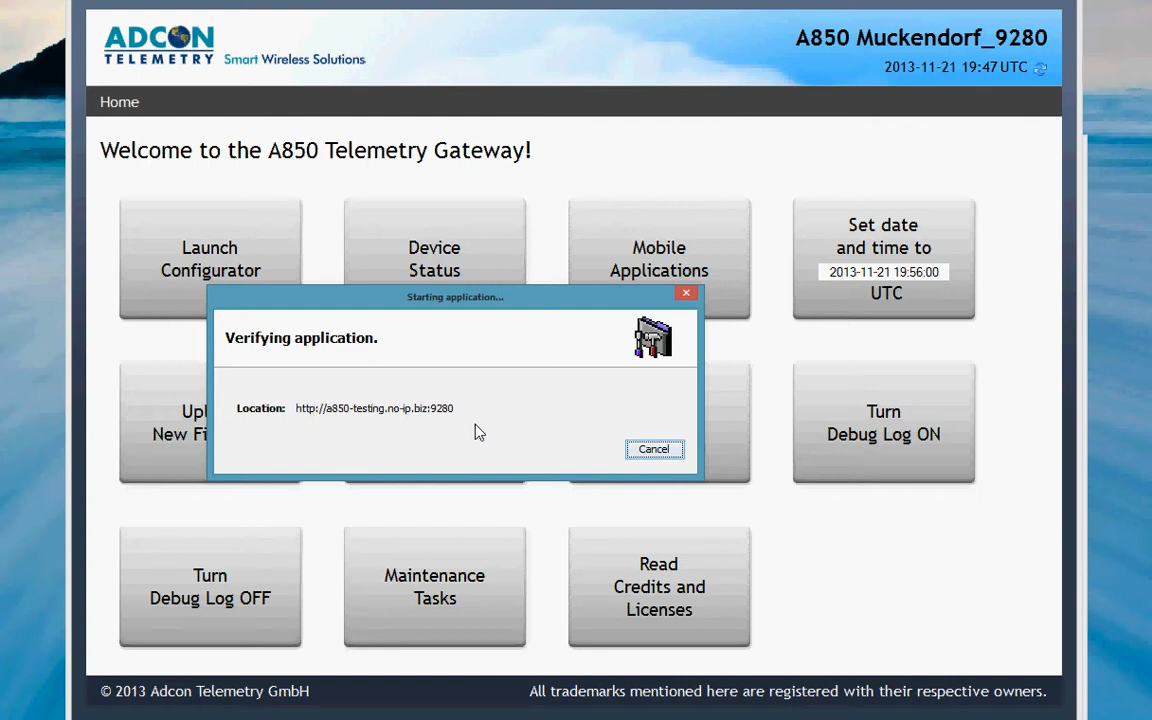 ADCON
TELEMETRY
Smart Wireless Solutions
A850 Muckendorf_9280
2013-11-21 19:47 UTC
Home
Welcome to the A850 Telemetry Gateway!
Launch
Configurator
Device
Status
Mobile
Applications
Set date
and time to
2013-11-21 19:56:00
UTC
Starting application...
Verifying application.
Location: http://a850-testing.no-ip.biz:9280
Cancel
New
Turn
Debug Log ON
Turn
Debug Log OFF
Maintenance
Tasks
Read
Credits and
Licenses
© 2013 Adcon Telemetry GmbH
All trademarks mentioned here are registered with their respective owners.